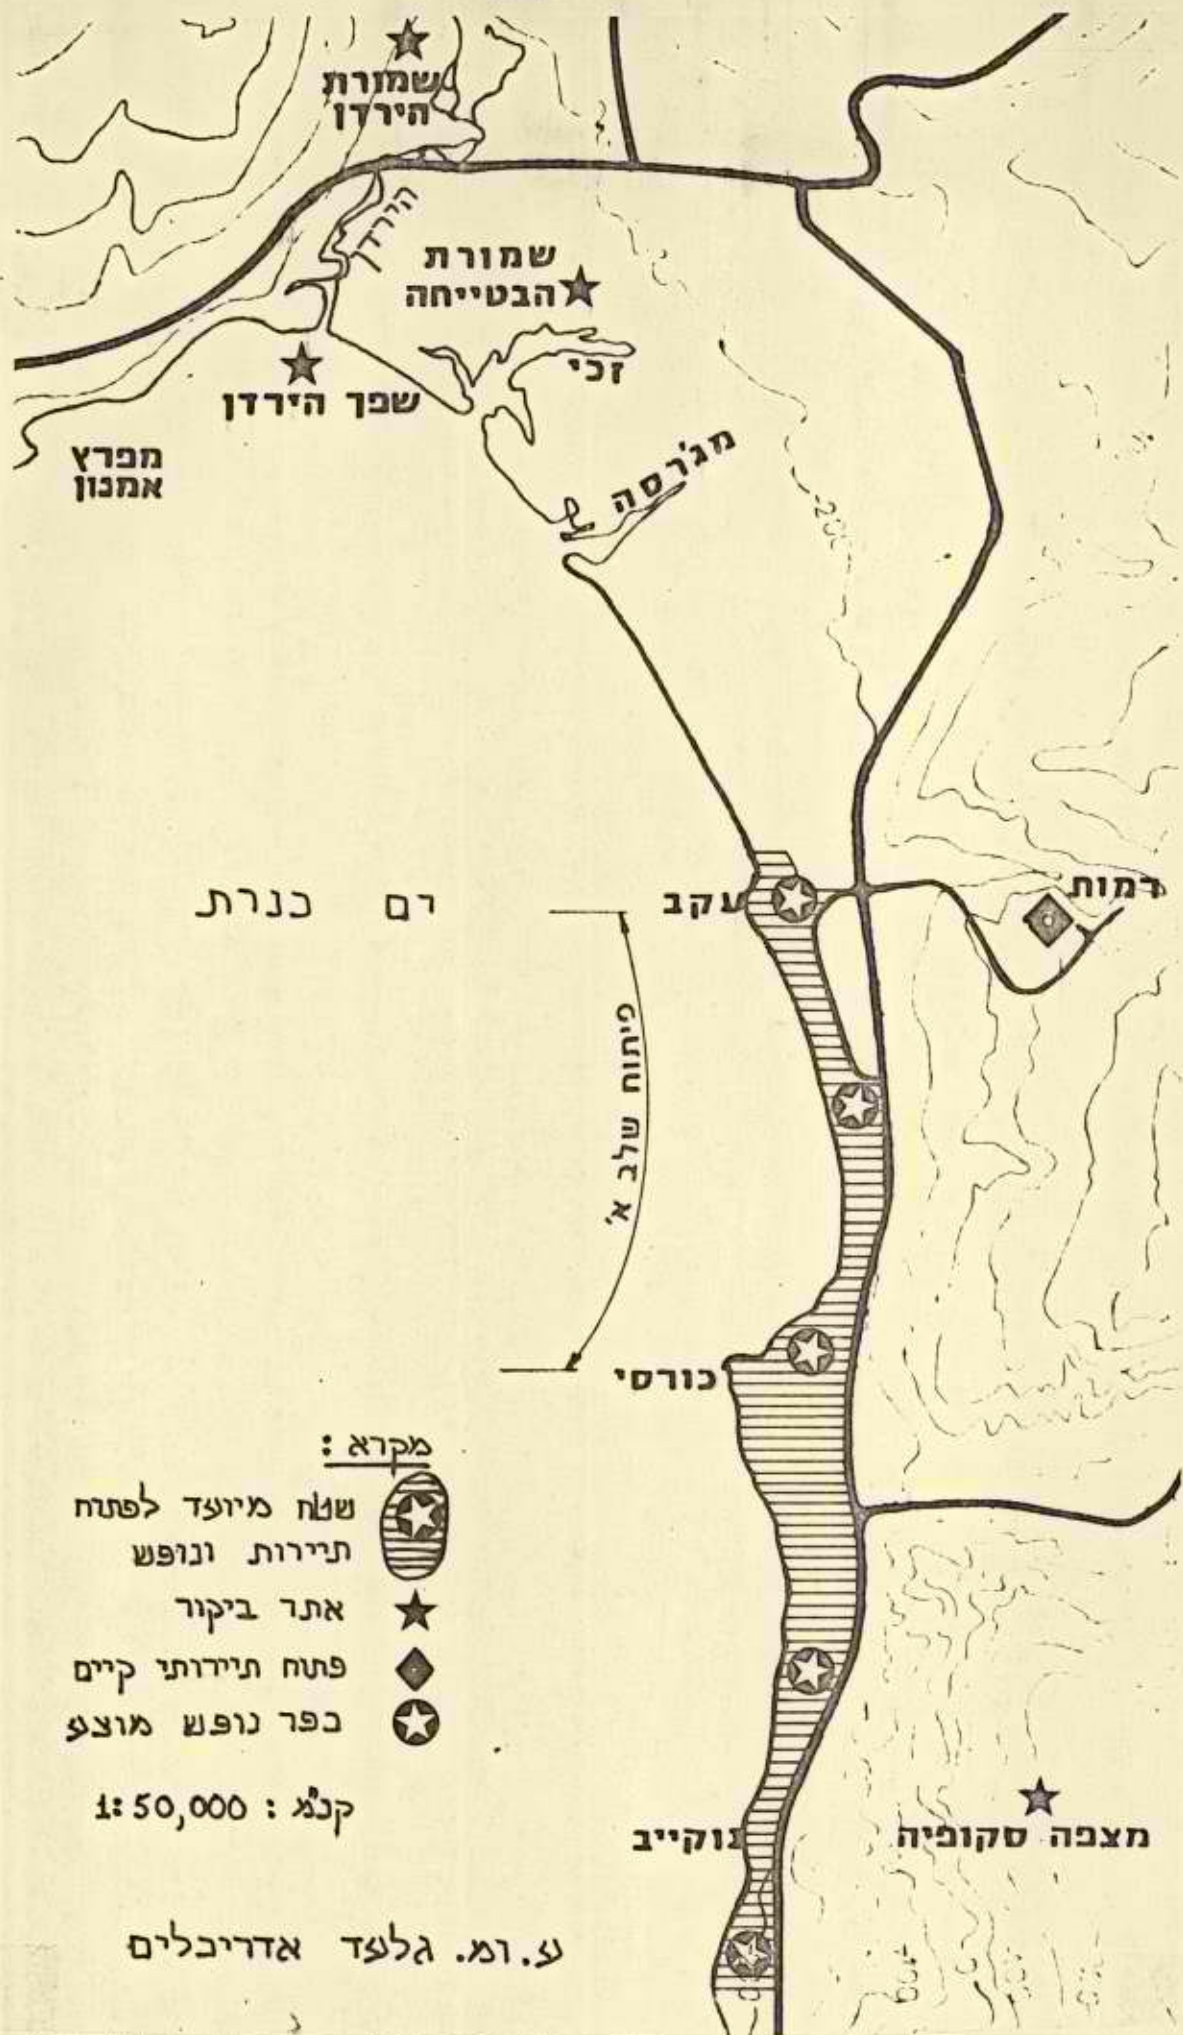 שמורת
הירדן
הירדן
שמורת
הבטייחה
זכי
שפך הירדן
מפרץ
אמנון
מג'רסה
רמות
עקב
ים כנרת
פיתוח שלב א'
כורסי
מקרא :
שטח מיועד לפתוח
תיירות ונופש
אתר ביקור
פתוח תיירותי קיים
כפר נופש מוצע
קנ"מ : 1:50,000
נוקייב
מצפה סקופיה
ע. ומ. גלעד אדריכלים